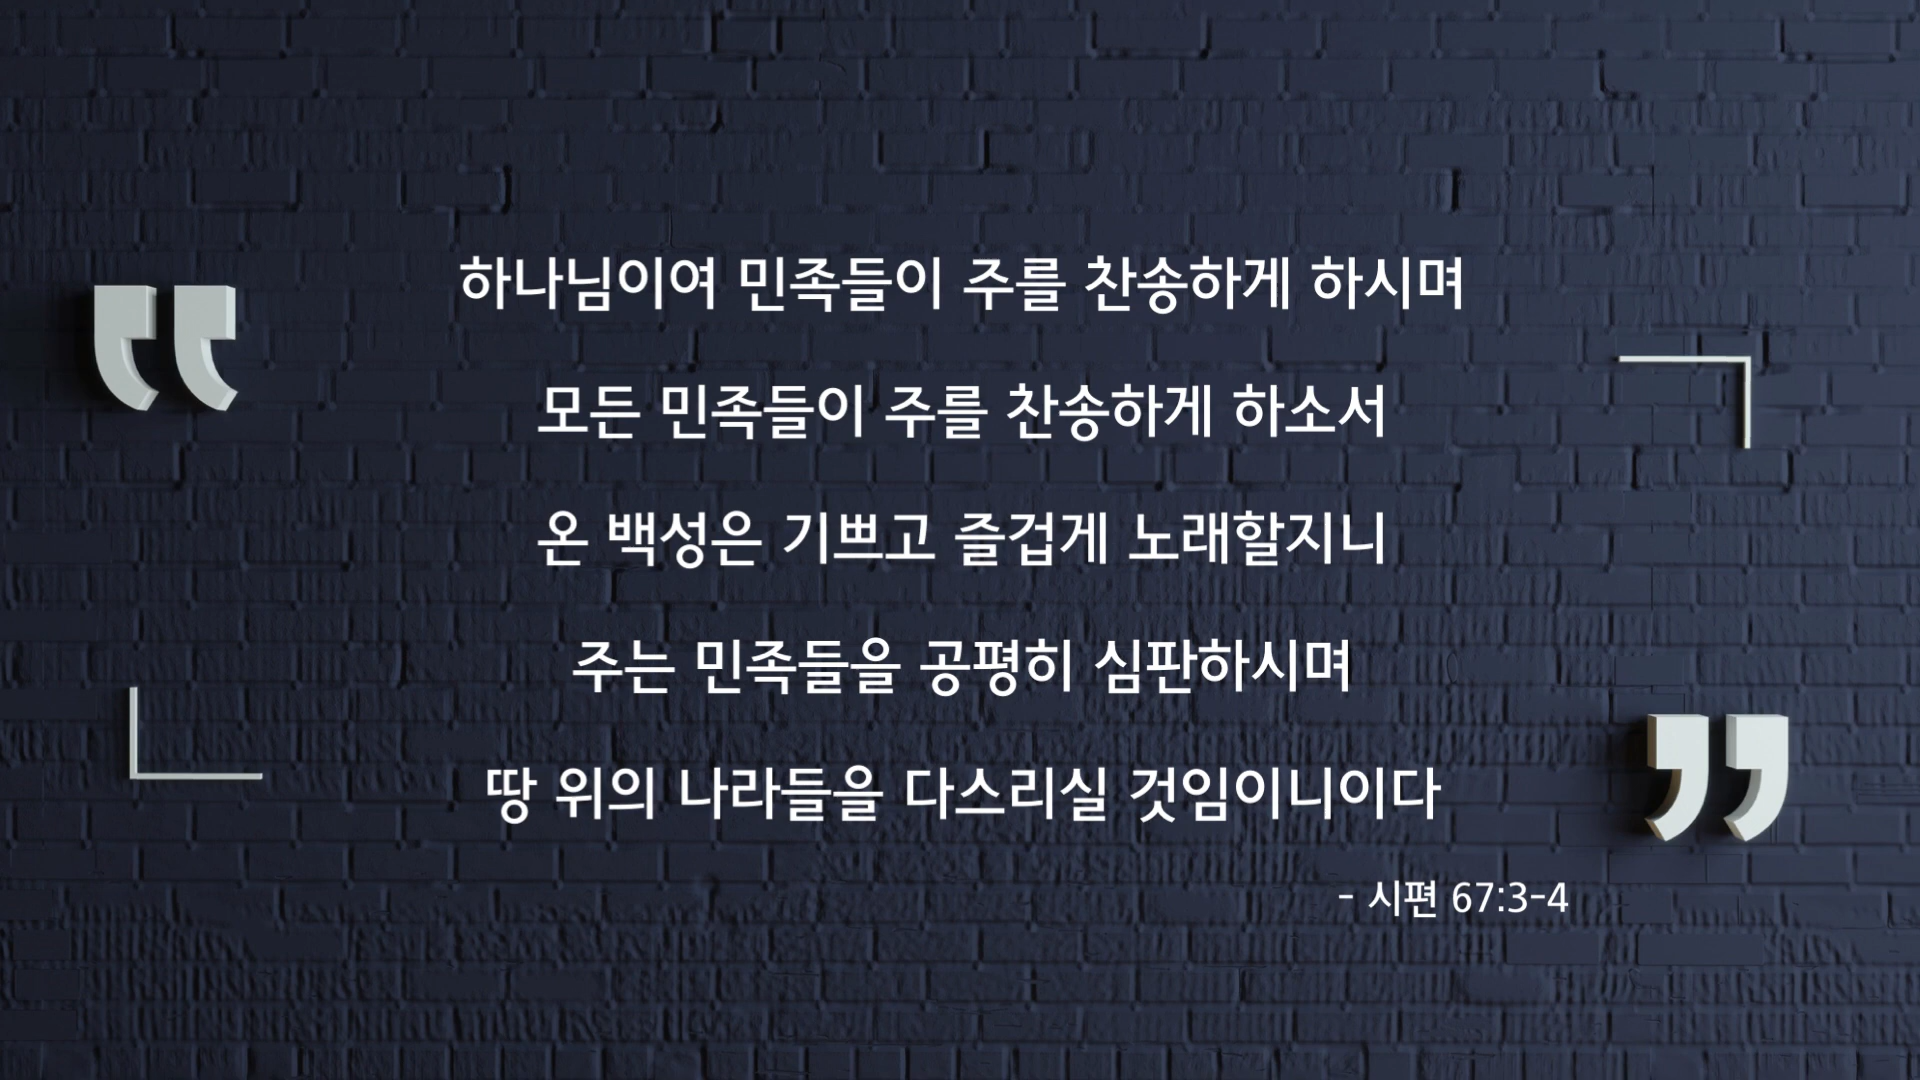 하나님이여 민족들이 주를 찬송하게 하시며
모든 민족들이 주를 찬송하게 하소서
온 백성은 기쁘고 즐겁게 노래할지니
주는 민족들을 공평히 심판하시며
땅 위의 나라들을 다스리실 것임이니이다
- 시편 67:3-4